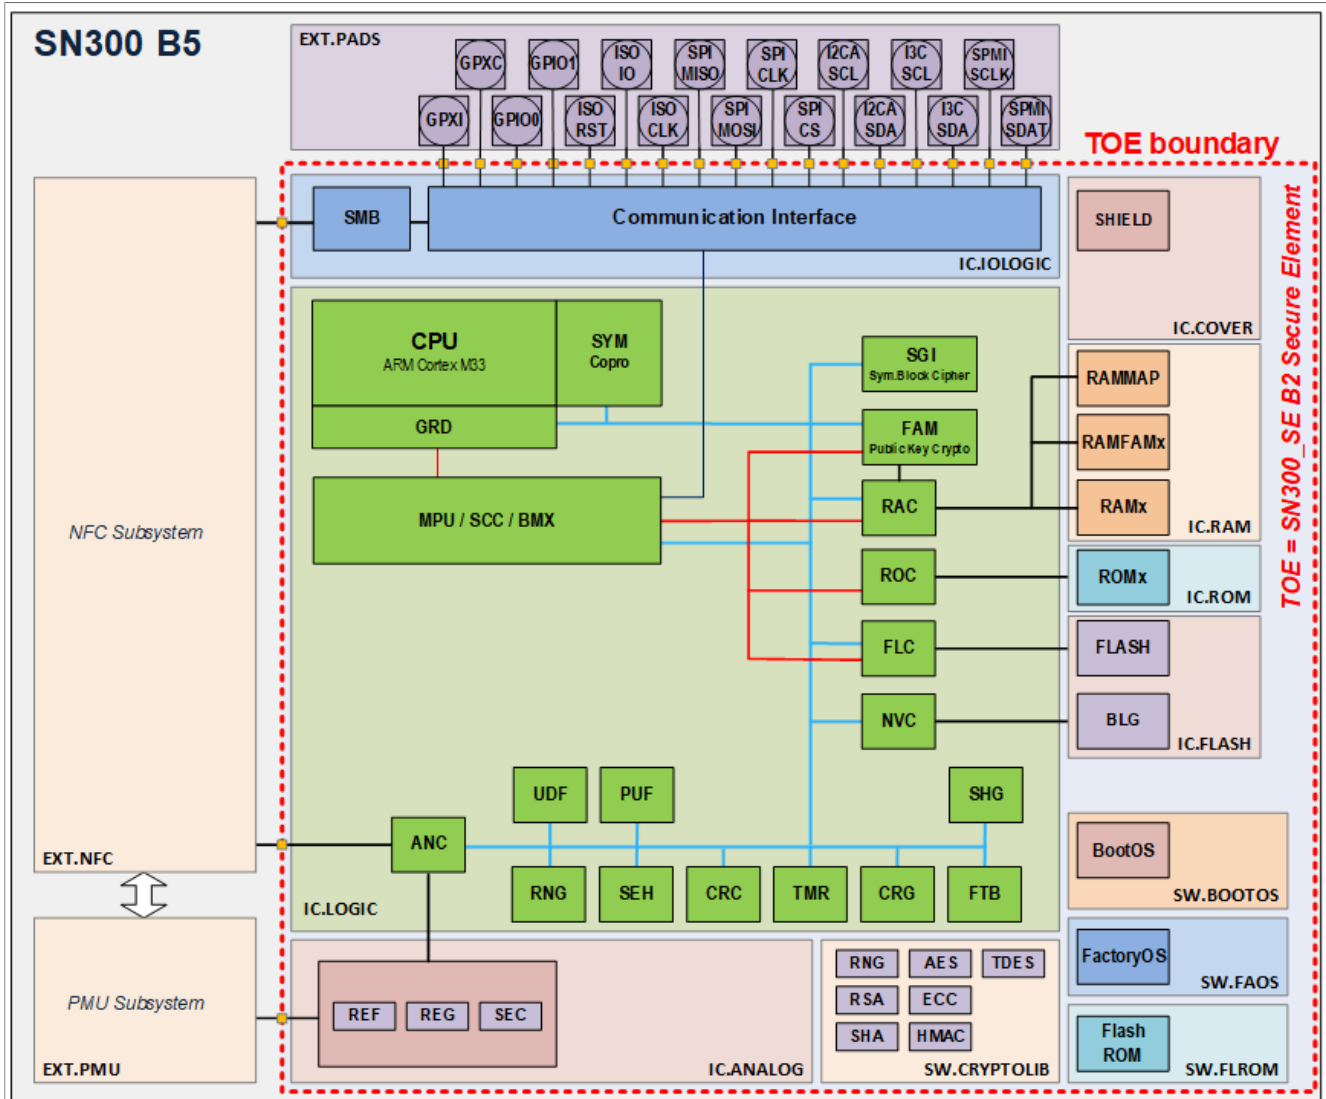 SN300 B5
EXT.PADS
GPXC
GPIO1
ISO
IO
SPI
MISO
SPI
CLK
I2CA
SCL
I3C
SCL
SPMI
SCLK
GPXI
GPIO0
ISO
RST
ISO
CLK
SPI
MOSI
SPI
CS
I2CA
SDA
I3C
SDA
SPMI
SDAT
TOE boundary
TOE = SN300_SE B2 Secure Element
SMB
Communication Interface
IC.IOLOGIC
SHIELD
IC.COVER
CPU
ARM Cortex M33
SYM
Copro
GRD
MPU / SCC / BMX
SGI
Sym.Block Cipher
FAM
Public Key Crypto
RAC
ROC
FLC
NVC
RAMMAP
RAMFAMx
RAMx
IC.RAM
ROMx
IC.ROM
FLASH
BLG
IC.FLASH
NFC Subsystem
EXT.NFC
UDF
PUF
SHG
ANC
RNG
SEH
CRC
TMR
CRG
FTB
IC.LOGIC
BootOS
SW.BOOTOS
PMU Subsystem
EXT.PMU
REF
REG
SEC
IC.ANALOG
RNG
AES
TDES
RSA
ECC
SHA
HMAC
SW.CRYPTOLIB
FactoryOS
SW.FAOS
Flash
ROM
SW.FLROM